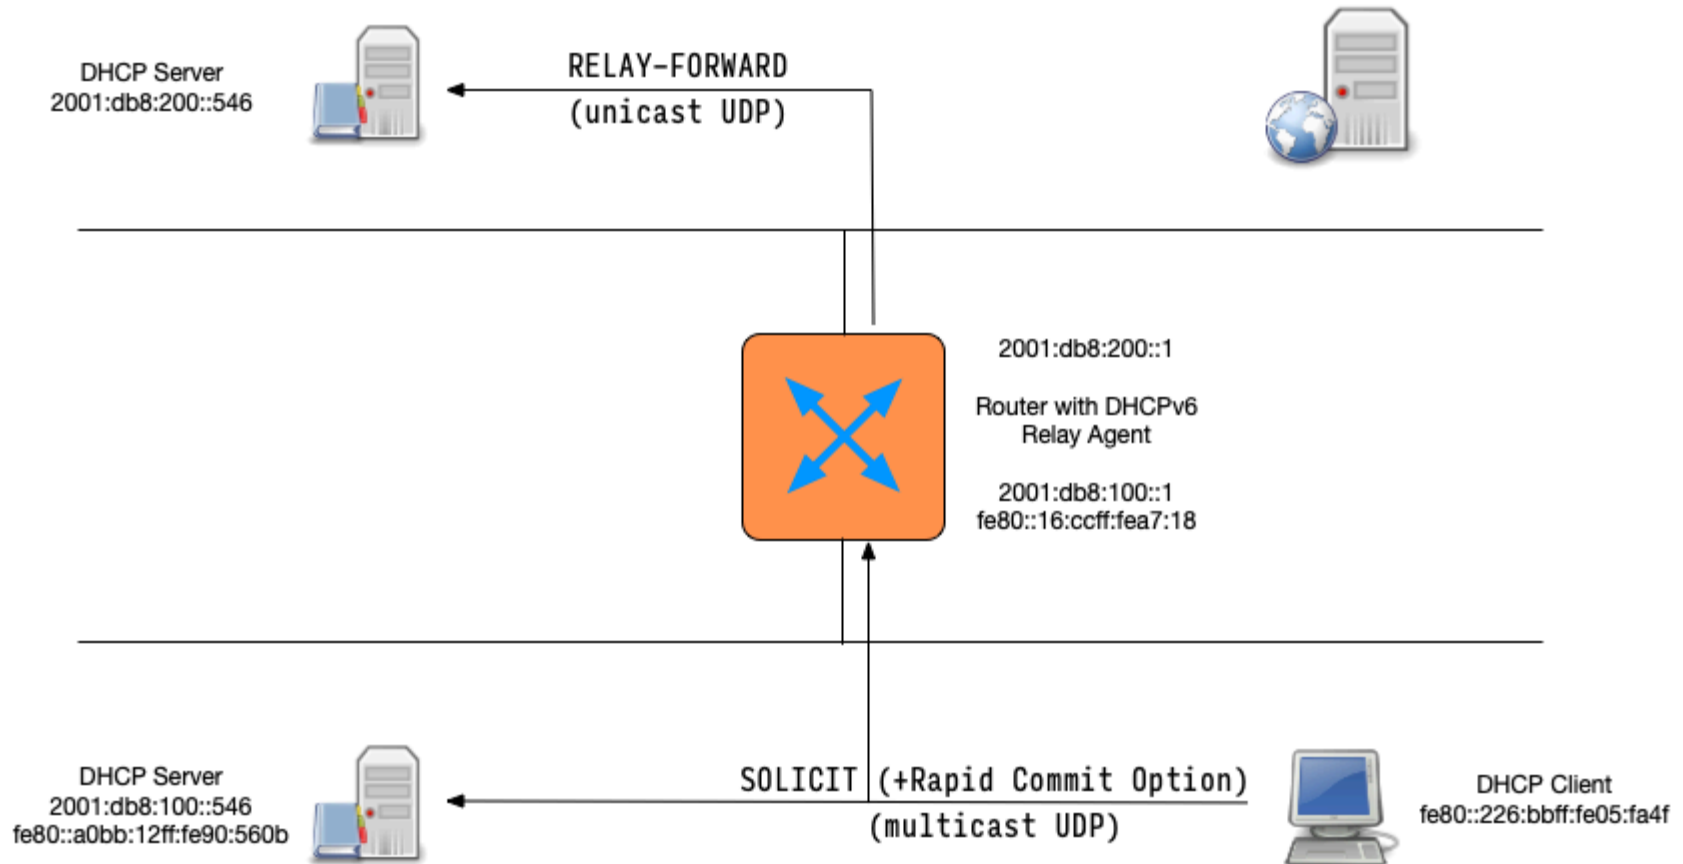 DHCP Server
2001:db8:200::546
RELAY-FORWARD
(unicast UDP)
2001:db8:200::1
Router with DHCPv6
Relay Agent
2001:db8:100::1
fe80::16:ccff:fea7:18
DHCP Server
2001:db8:100::546
fe80::a0bb:12ff:fe90:560b
SOLICIT (+Rapid Commit Option)
(multicast UDP)
DHCP Client
fe80::226:bbff:fe05:fa4f